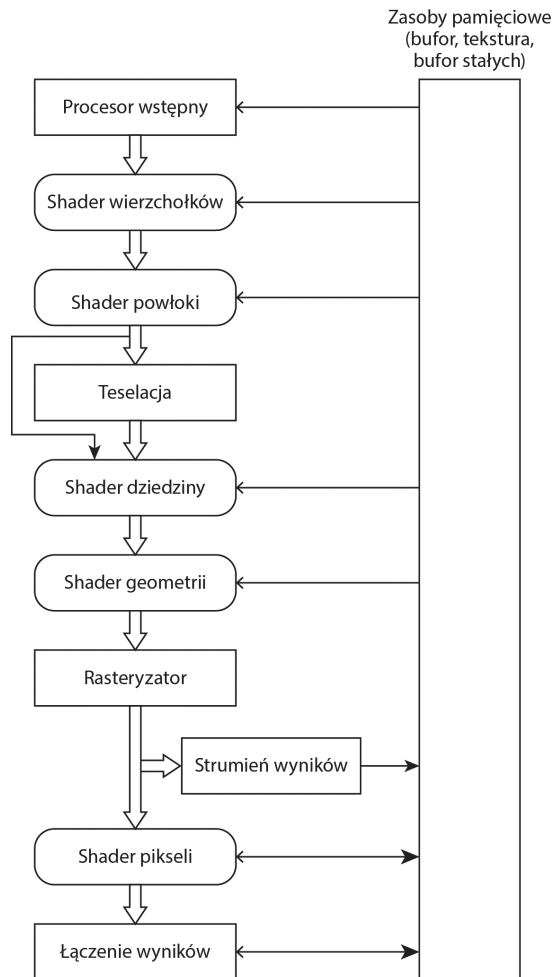 Zasoby pamięciowe
(bufor, tekstura,
bufor stałych)
Procesor wstępny
Shader wierzchołków
Shader powłoki
Teselacja
Shader dziedziny
Shader geometrii
Rasteryzator
Strumień wyników
Shader pikseli
Łączenie wyników